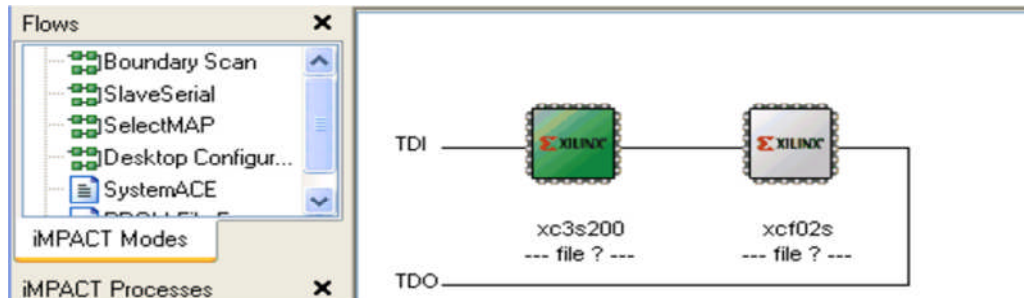 Flows
Boundary Scan
SlaveSerial
SelectMAP
Desktop Configur...
SystemACE
iMPACT Modes
iMPACT Processes
TDI
XILINX
XILINX
xc3s200
--- file ? ---
xcf02s
--- file ? ---
TDO